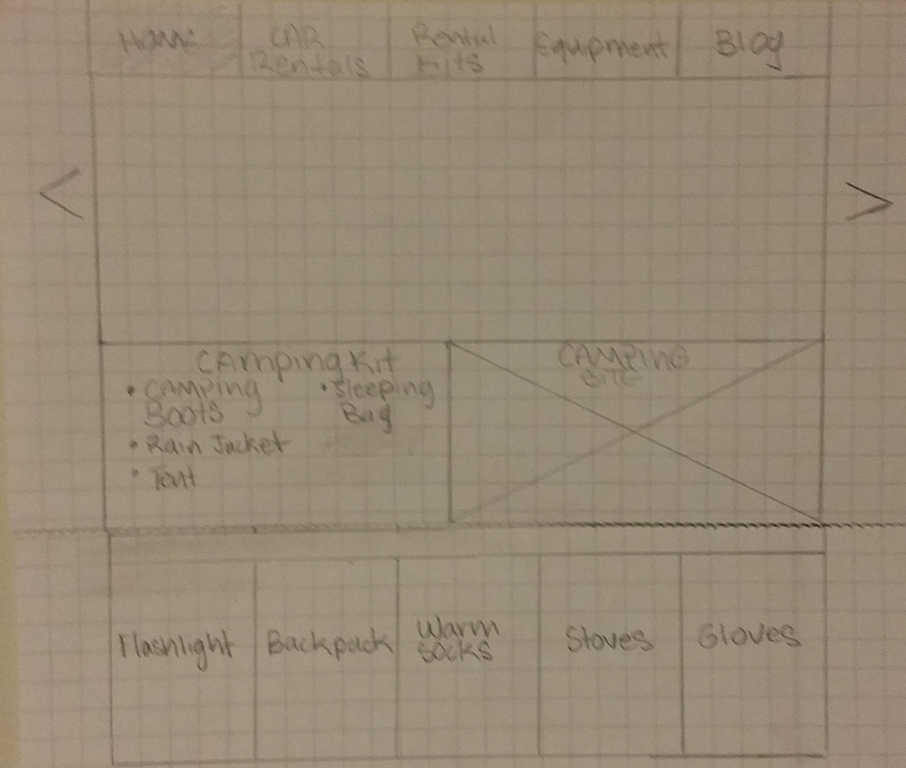 Home
CAR
Rentals
Rental
Kits
Equipment
Blog
<
>
CAmping Kit
• CAMPING
Boots
• Rain Jacket
• Tent
• Sleeping
Bag
CAMPING
SITE
Flashlight
Backpack
Warm
socks
Stoves
Gloves